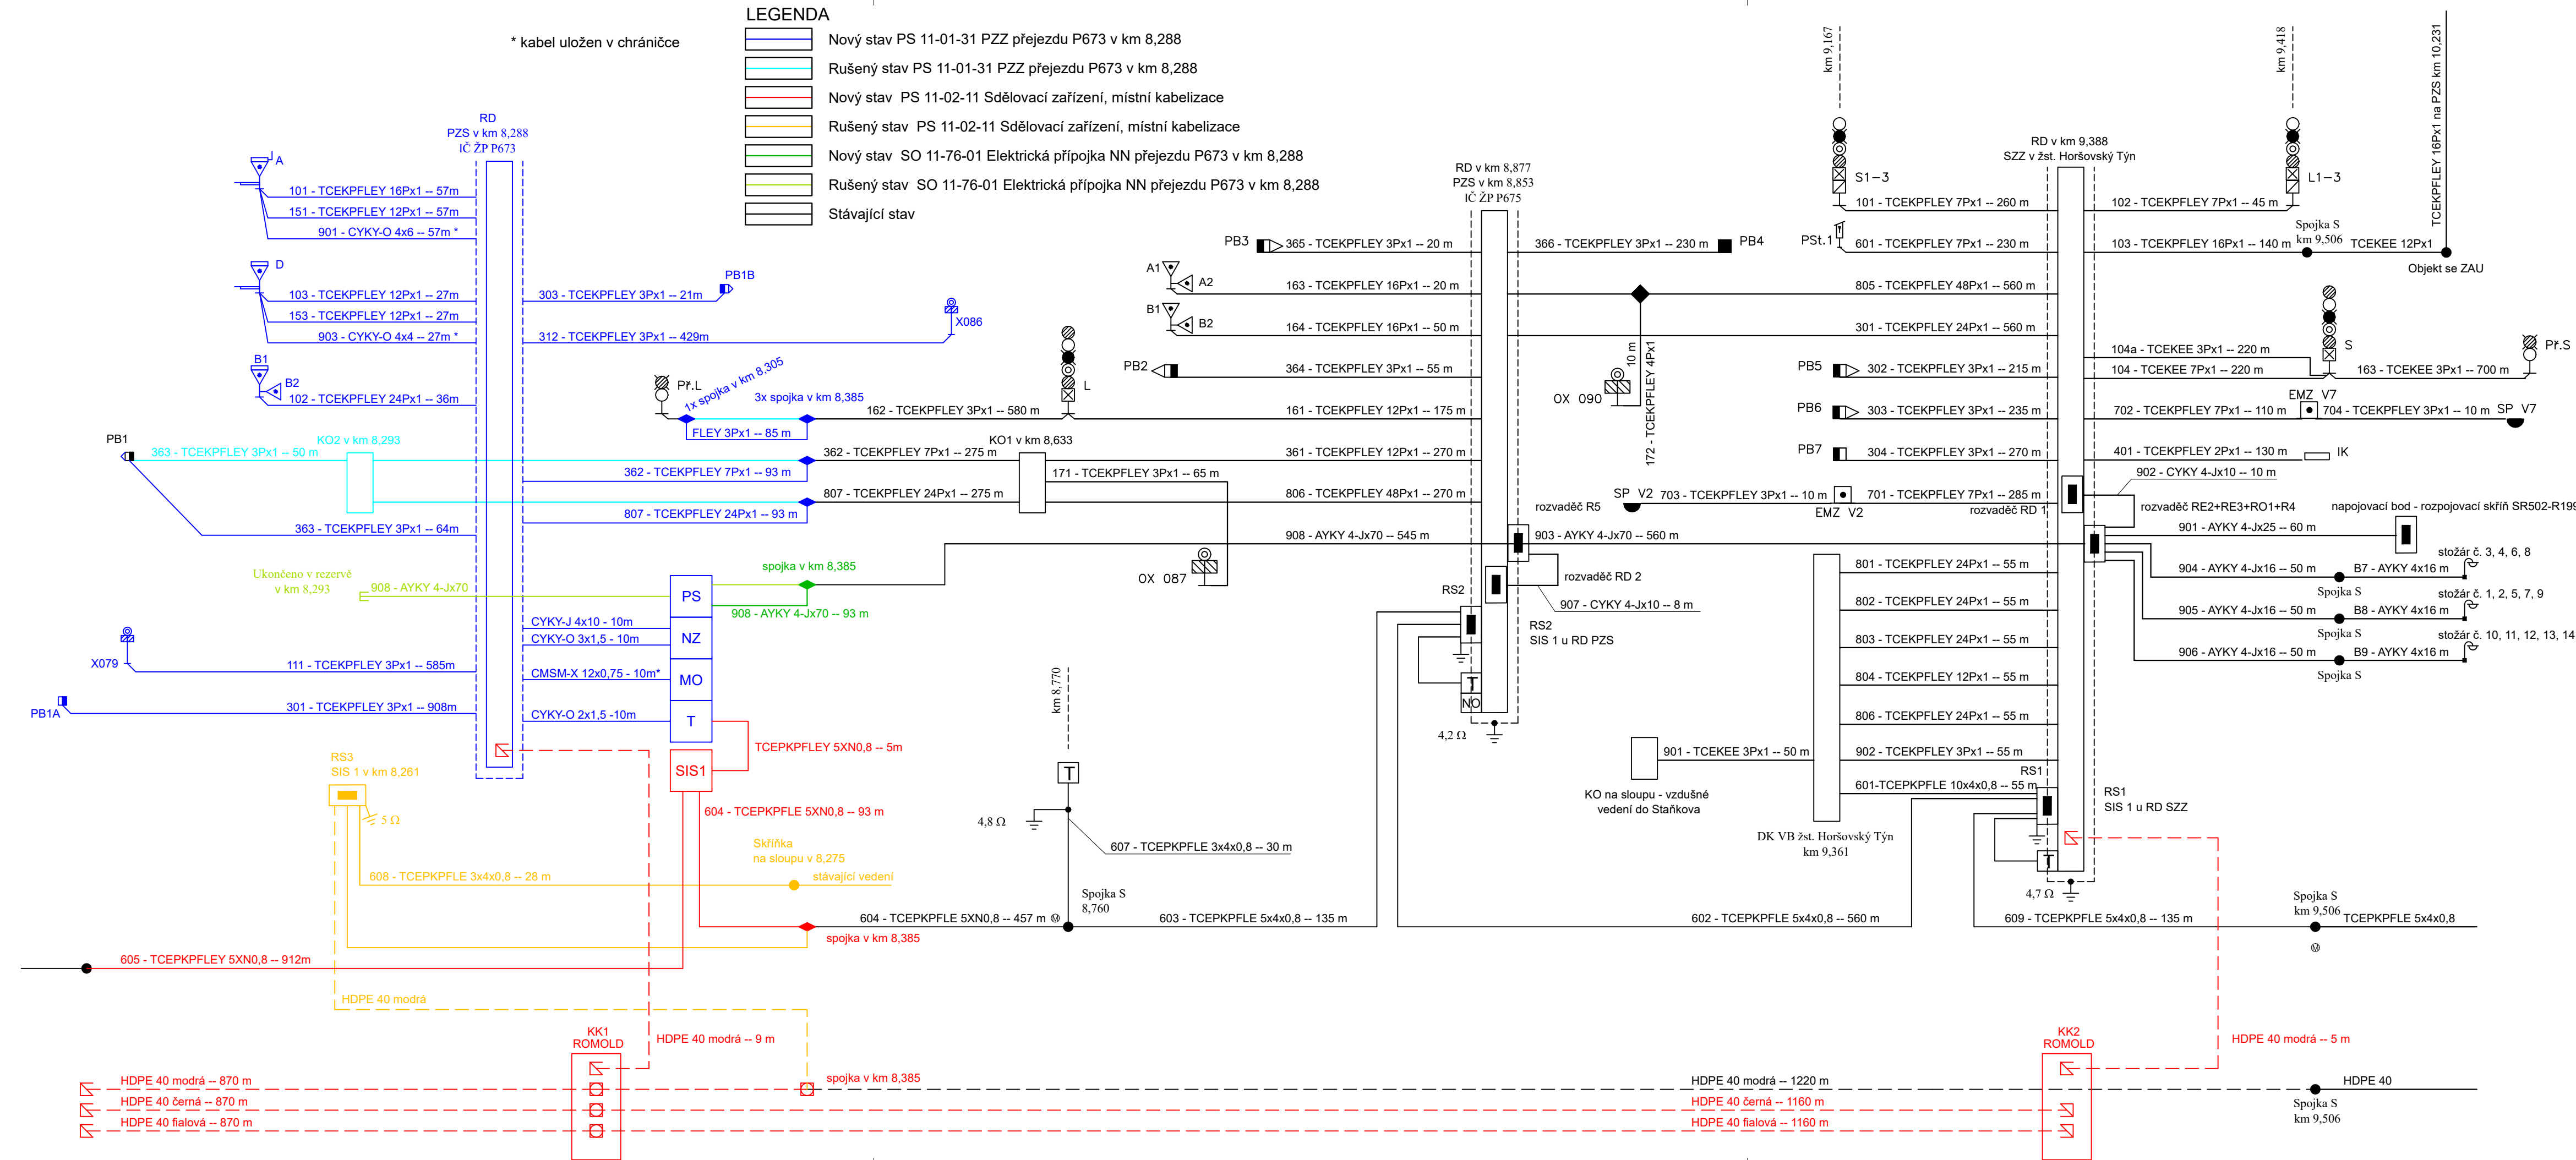 LEGENDA
* kabel uložen v chráničce
Nový stav PS 11-01-31 PZZ přejezdu P673 v km 8,288
Rušený stav PS 11-01-31 PZZ přejezdu P673 v km 8,288
Nový stav PS 11-02-11 Sdělovací zařízení, místní kabelizace
Rušený stav PS 11-02-11 Sdělovací zařízení, místní kabelizace
Nový stav SO 11-76-01 Elektrická přípojka NN přejezdu P673 v km 8,288
Rušený stav SO 11-76-01 Elektrická přípojka NN přejezdu P673 v km 8,288
Stávající stav
RD
PZS v km 8,288
IČ ŽP P673
A
101 - TCEKPFLEY 16Px1 -- 57m
151 - TCEKPFLEY 12Px1 -- 57m
901 - CYKY-O 4x6 -- 57m *
D
103 - TCEKPFLEY 12Px1 -- 27m
153 - TCEKPFLEY 12Px1 -- 27m
903 - CYKY-O 4x4 -- 27m *
B1
B2
102 - TCEKPFLEY 24Px1 -- 36m
PB1
KO2 v km 8,293
363 - TCEKPFLEY 3Px1 -- 50 m
363 - TCEKPFLEY 3Px1 -- 64m
Ukončeno v rezervě
v km 8,293
908 - AYKY 4-Jx70
X079
111 - TCEKPFLEY 3Px1 -- 585m
PB1A
301 - TCEKPFLEY 3Px1 -- 908m
303 - TCEKPFLEY 3Px1 -- 21m
PB1B
312 - TCEKPFLEY 3Px1 -- 429m
X086
Př.L
1x spojka v km 8,305
3x spojka v km 8,385
FLEY 3Px1 -- 85 m
162 - TCEKPFLEY 3Px1 -- 580 m
L
161 - TCEKPFLEY 12Px1 -- 175 m
362 - TCEKPFLEY 7Px1 -- 93 m
362 - TCEKPFLEY 7Px1 -- 275 m
KO1 v km 8,633
361 - TCEKPFLEY 12Px1 -- 270 m
171 - TCEKPFLEY 3Px1 -- 65 m
807 - TCEKPFLEY 24Px1 -- 93 m
807 - TCEKPFLEY 24Px1 -- 275 m
806 - TCEKPFLEY 48Px1 -- 270 m
OX 087
spojka v km 8,385
908 - AYKY 4-Jx70 -- 93 m
908 - AYKY 4-Jx70 -- 545 m
PS
NZ
MO
T
SIS1
CYKY-J 4x10 - 10m
CYKY-O 3x1,5 - 10m
CMSM-X 12x0,75 - 10m*
CYKY-O 2x1,5 -10m
TCEPKPFLEY 5XN0,8 -- 5m
604 - TCEPKPFLE 5XN0,8 -- 93 m
RS3
SIS 1 v km 8,261
5 Ω
608 - TCEPKPFLE 3x4x0,8 -- 28 m
Skříňka
na sloupu v 8,275
stávající vedení
604 - TCEPKPFLE 5XN0,8 -- 457 m
M
spojka v km 8,385
605 - TCEPKPFLEY 5XN0,8 -- 912m
HDPE 40 modrá
KK1
ROMOLD
HDPE 40 modrá -- 9 m
HDPE 40 modrá -- 870 m
HDPE 40 černá -- 870 m
HDPE 40 fialová -- 870 m
spojka v km 8,385
km 8,770
T
4,8 Ω
607 - TCEPKPFLE 3x4x0,8 -- 30 m
Spojka S
8,760
603 - TCEPKPFLE 5x4x0,8 -- 135 m
RD v km 8,877
PZS v km 8,853
IČ ŽP P675
PB3
365 - TCEKPFLEY 3Px1 -- 20 m
366 - TCEKPFLEY 3Px1 -- 230 m
PB4
A1
A2
163 - TCEKPFLEY 16Px1 -- 20 m
B1
B2
164 - TCEKPFLEY 16Px1 -- 50 m
PB2
364 - TCEKPFLEY 3Px1 -- 55 m
10 m
172 - TCEKPFLEY 4Px1
OX 090
rozvaděč R5
903 - AYKY 4-Jx70 -- 560 m
rozvaděč RD 2
907 - CYKY 4-Jx10 -- 8 m
RS2
RS2
SIS 1 u RD PZS
T
NO
4,2 Ω
km 9,167
S1-3
101 - TCEKPFLEY 7Px1 -- 260 m
PSt.1
601 - TCEKPFLEY 7Px1 -- 230 m
805 - TCEKPFLEY 48Px1 -- 560 m
301 - TCEKPFLEY 24Px1 -- 560 m
PB5
302 - TCEKPFLEY 3Px1 -- 215 m
PB6
303 - TCEKPFLEY 3Px1 -- 235 m
PB7
304 - TCEKPFLEY 3Px1 -- 270 m
SP V2
703 - TCEKPFLEY 3Px1 -- 10 m
EMZ V2
701 - TCEKPFLEY 7Px1 -- 285 m
rozvaděč RD 1
801 - TCEKPFLEY 24Px1 -- 55 m
802 - TCEKPFLEY 24Px1 -- 55 m
803 - TCEKPFLEY 24Px1 -- 55 m
804 - TCEKPFLEY 12Px1 -- 55 m
806 - TCEKPFLEY 24Px1 -- 55 m
902 - TCEKPFLEY 3Px1 -- 55 m
601-TCEPKPFLE 10x4x0,8 -- 55 m
901 - TCEKEE 3Px1 -- 50 m
KO na sloupu - vzdušné
vedení do Staňkova
DK VB žst. Horšovský Týn
km 9,361
RS1
RS1
SIS 1 u RD SZZ
T
4,7 Ω
602 - TCEPKPFLE 5x4x0,8 -- 560 m
609 - TCEPKPFLE 5x4x0,8 -- 135 m
Spojka S
km 9,506
TCEPKPFLE 5x4x0,8
M
RD v km 9,388
SZZ v žst. Horšovský Týn
km 9,418
L1-3
102 - TCEKPFLEY 7Px1 -- 45 m
103 - TCEKPFLEY 16Px1 -- 140 m
Spojka S
km 9,506
TCEKEE 12Px1
TCEKPFLEY 16Px1 na PZS km 10,231
Objekt se ZAU
104a - TCEKEE 3Px1 -- 220 m
104 - TCEKEE 7Px1 -- 220 m
S
163 - TCEKEE 3Px1 -- 700 m
Př.S
702 - TCEKPFLEY 7Px1 -- 110 m
EMZ V7
704 - TCEKPFLEY 3Px1 -- 10 m
SP V7
401 - TCEKPFLEY 2Px1 -- 130 m
IK
902 - CYKY 4-Jx10 -- 10 m
rozvaděč RE2+RE3+RO1+R4
napojovací bod - rozpojovací skříň SR502-R199
901 - AYKY 4-Jx25 -- 60 m
stožár č. 3, 4, 6, 8
904 - AYKY 4-Jx16 -- 50 m
B7 - AYKY 4x16 m
Spojka S
stožár č. 1, 2, 5, 7, 9
905 - AYKY 4-Jx16 -- 50 m
B8 - AYKY 4x16 m
Spojka S
stožár č. 10, 11, 12, 13, 14
906 - AYKY 4-Jx16 -- 50 m
B9 - AYKY 4x16 m
Spojka S
KK2
ROMOLD
HDPE 40 modrá -- 5 m
HDPE 40 modrá -- 1220 m
HDPE 40 černá -- 1160 m
HDPE 40 fialová -- 1160 m
HDPE 40
Spojka S
km 9,506